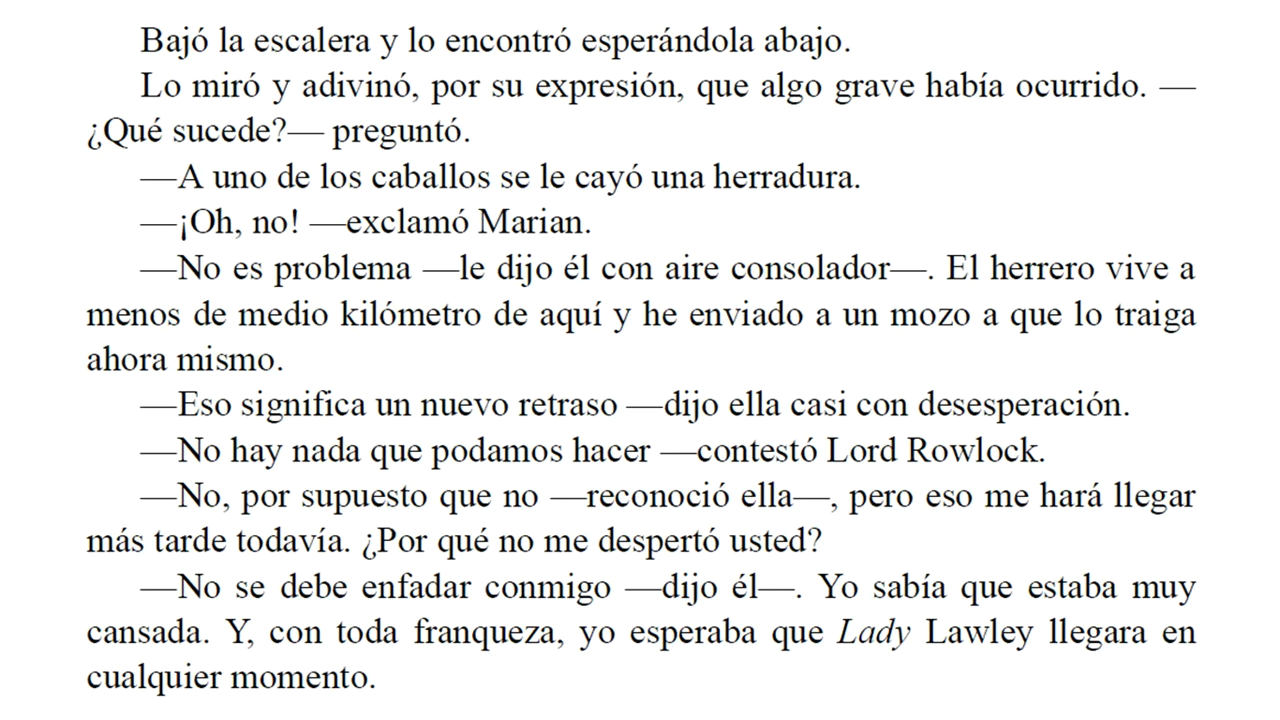 Bajó la escalera y lo encontró esperándola abajo.
Lo miró y adivinó, por su expresión, que algo grave había ocurrido. —
¿Qué sucede?— preguntó.
—A uno de los caballos se le cayó una herradura.
—¡Oh, no! —exclamó Marian.
—No es problema —le dijo él con aire consolador—. El herrero vive a
menos de medio kilómetro de aquí y he enviado a un mozo a que lo traiga
ahora mismo.
—Eso significa un nuevo retraso —dijo ella casi con desesperación.
—No hay nada que podamos hacer —contestó Lord Rowlock.
—No, por supuesto que no —reconoció ella—, pero eso me hará llegar
más tarde todavía. ¿Por qué no me despertó usted?
—No se debe enfadar conmigo —dijo él—. Yo sabía que estaba muy
cansada. Y, con toda franqueza, yo esperaba que Lady Lawley llegara en
cualquier momento.